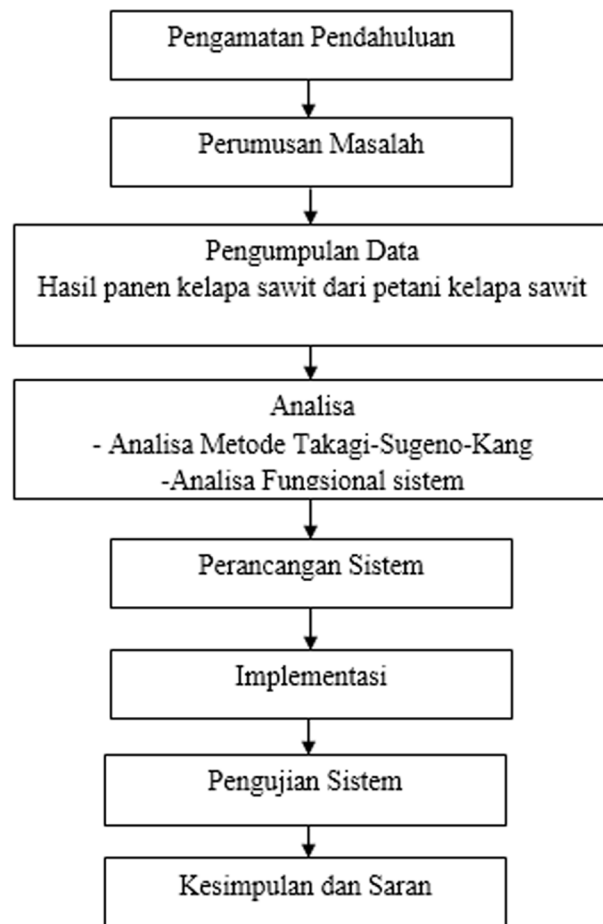 Pengamatan Pendahuluan
Perumusan Masalah
Pengumpulan Data
Hasil panen kelapa sawit dari petani kelapa sawit
Analisa
- Analisa Metode Takagi-Sugeno-Kang
-Analisa Fungsional sistem
Perancangan Sistem
Implementasi
Pengujian Sistem
Kesimpulan dan Saran